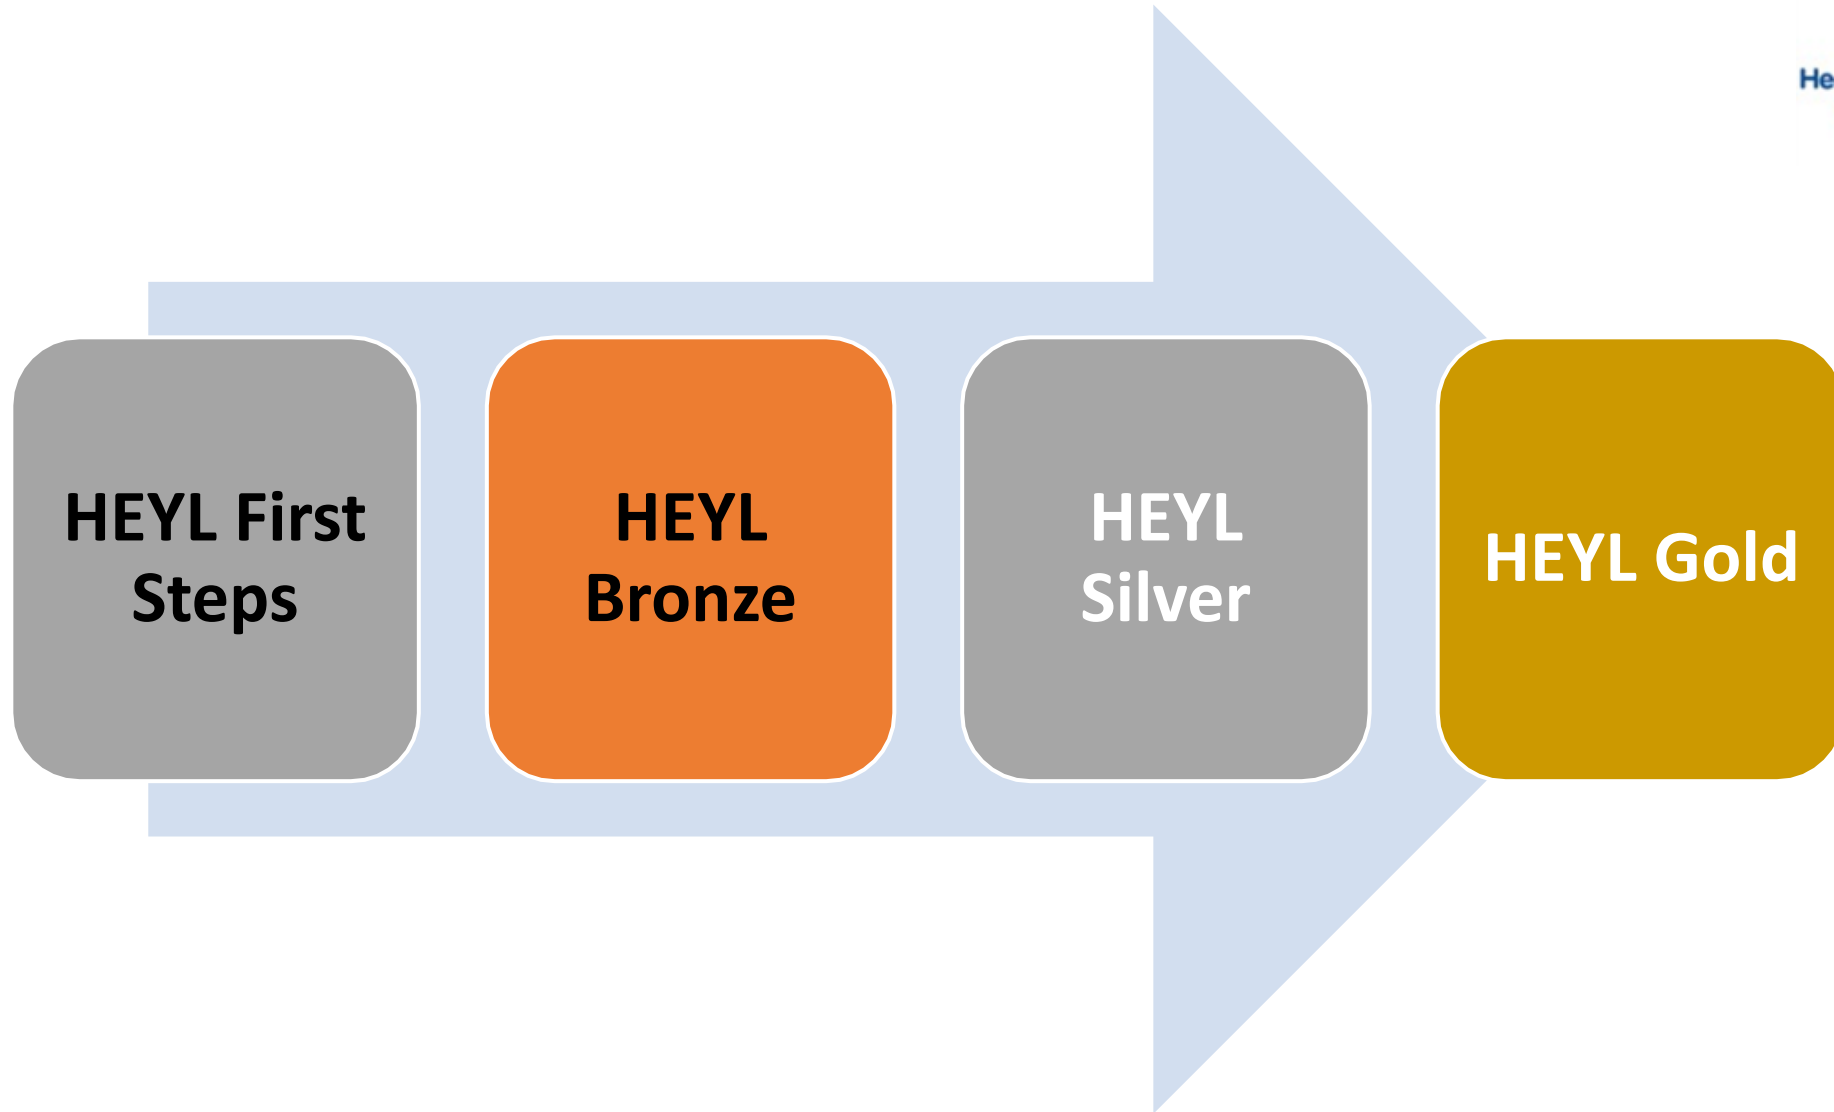 He
HEYL First
Steps
HEYL
Bronze
HEYL
Silver
HEYL Gold